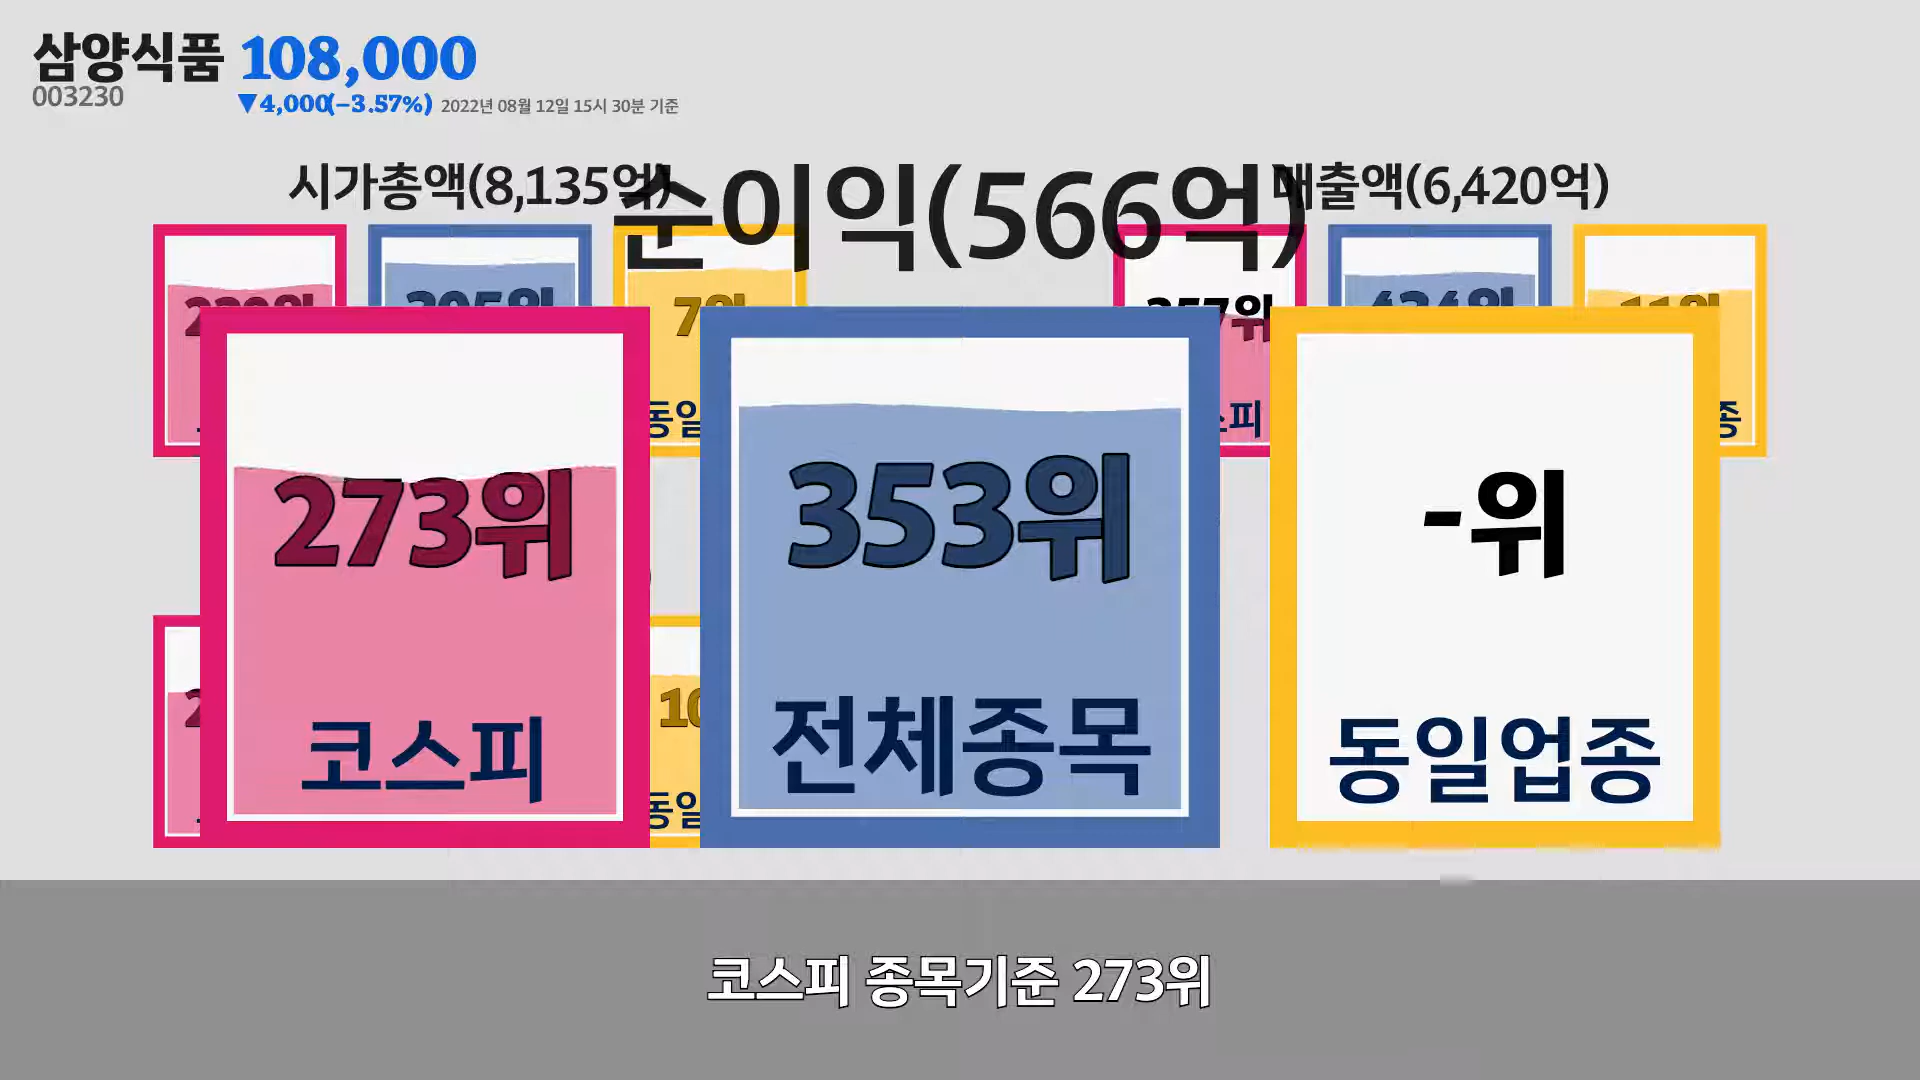 삼양식품 108,000
003230
▼4,000(-3.57%) 2022년 08월 12일 15시 30분 기준
시가총액(8,135억)
순이익(566억)
매출액(6,420억)
7위
273위
353위
-위
코스피
전체종목
동일업종
코스피 종목기준 273위